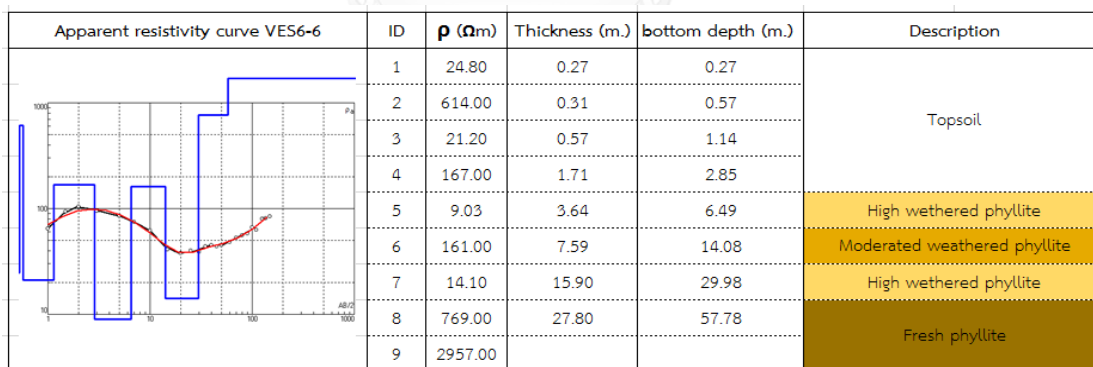 Apparent resistivity curve VES6-6 ID ρ (Ωm) Thickness (m.) bottom depth (m.) Description
1 24.80 0.27 0.27
2 614.00 0.31 0.57
Topsoil
3 21.20 0.57 1.14
4 167.00 1.71 2.85
5 9.03 3.64 6.49 High wethered phyllite
6 161.00 7.59 14.08 Moderated weathered phyllite
7 14.10 15.90 29.98 High wethered phyllite
8 769.00 27.80 57.78
Fresh phyllite
9 2957.00
1000 Pa
100
10 AB/2
1 10 100 1000